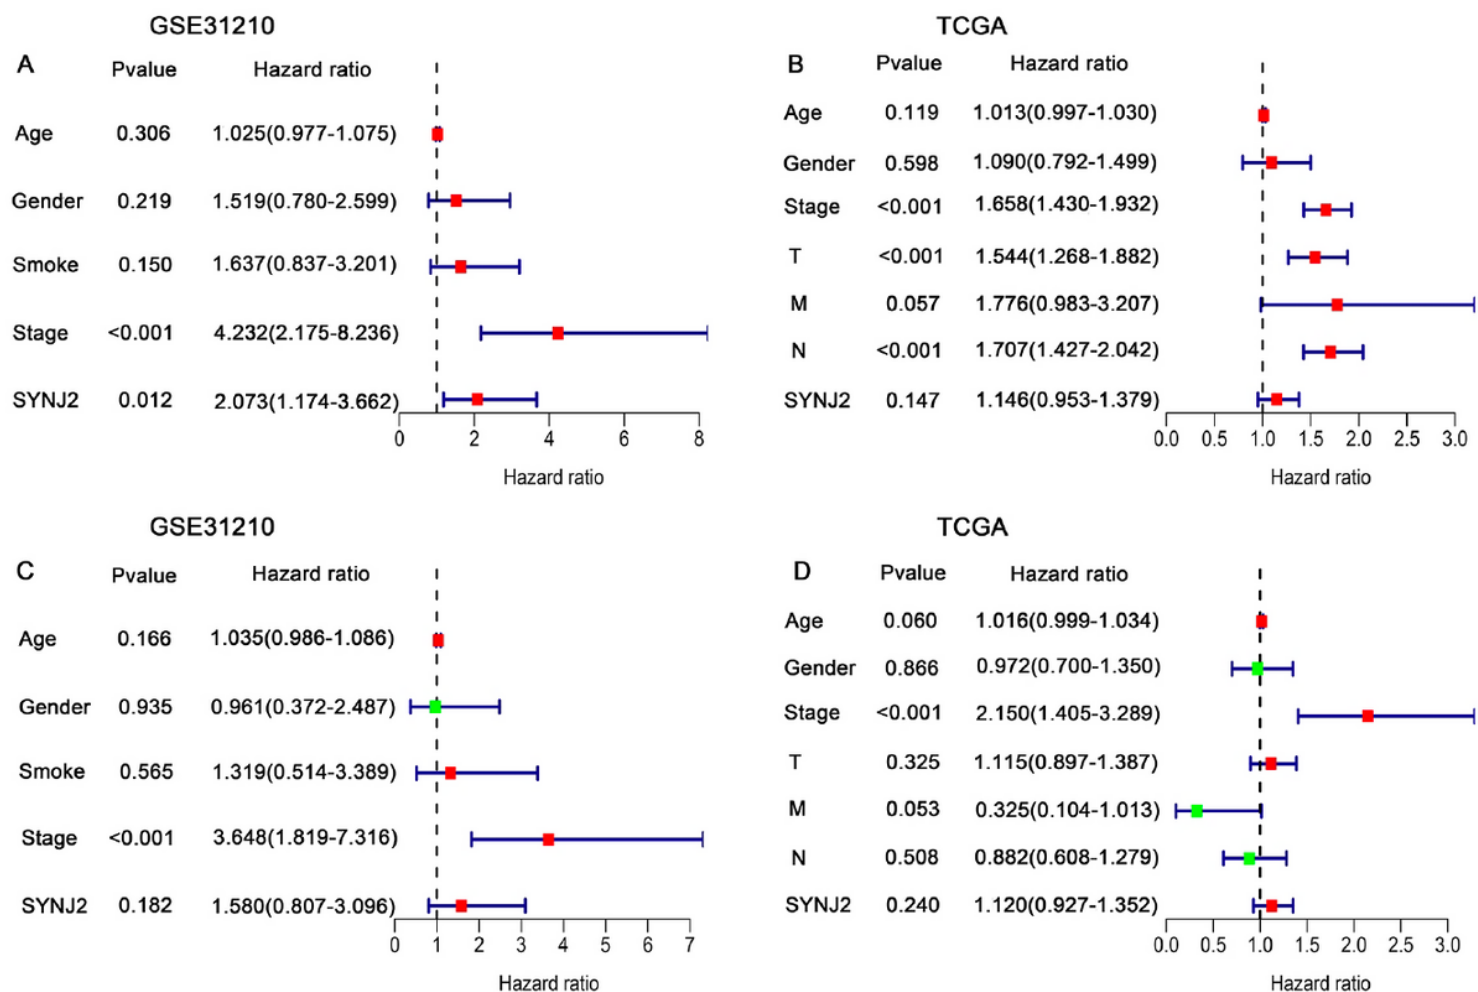 GSE31210
A Pvalue Hazard ratio
Age 0.306 1.025(0.977-1.075)
Gender 0.219 1.519(0.780-2.599)
Smoke 0.150 1.637(0.837-3.201)
Stage <0.001 4.232(2.175-8.236)
SYNJ2 0.012 2.073(1.174-3.662)
0 2 4 6 8
Hazard ratio
TCGA
B Pvalue Hazard ratio
Age 0.119 1.013(0.997-1.030)
Gender 0.598 1.090(0.792-1.499)
Stage <0.001 1.658(1.430-1.932)
T <0.001 1.544(1.268-1.882)
M 0.057 1.776(0.983-3.207)
N <0.001 1.707(1.427-2.042)
SYNJ2 0.147 1.146(0.953-1.379)
0.0 0.5 1.0 1.5 2.0 2.5 3.0
Hazard ratio
GSE31210
C Pvalue Hazard ratio
Age 0.166 1.035(0.986-1.086)
Gender 0.935 0.961(0.372-2.487)
Smoke 0.565 1.319(0.514-3.389)
Stage <0.001 3.648(1.819-7.316)
SYNJ2 0.182 1.580(0.807-3.096)
0 1 2 3 4 5 6 7
Hazard ratio
TCGA
D Pvalue Hazard ratio
Age 0.060 1.016(0.999-1.034)
Gender 0.866 0.972(0.700-1.350)
Stage <0.001 2.150(1.405-3.289)
T 0.325 1.115(0.897-1.387)
M 0.053 0.325(0.104-1.013)
N 0.508 0.882(0.608-1.279)
SYNJ2 0.240 1.120(0.927-1.352)
0.0 0.5 1.0 1.5 2.0 2.5 3.0
Hazard ratio